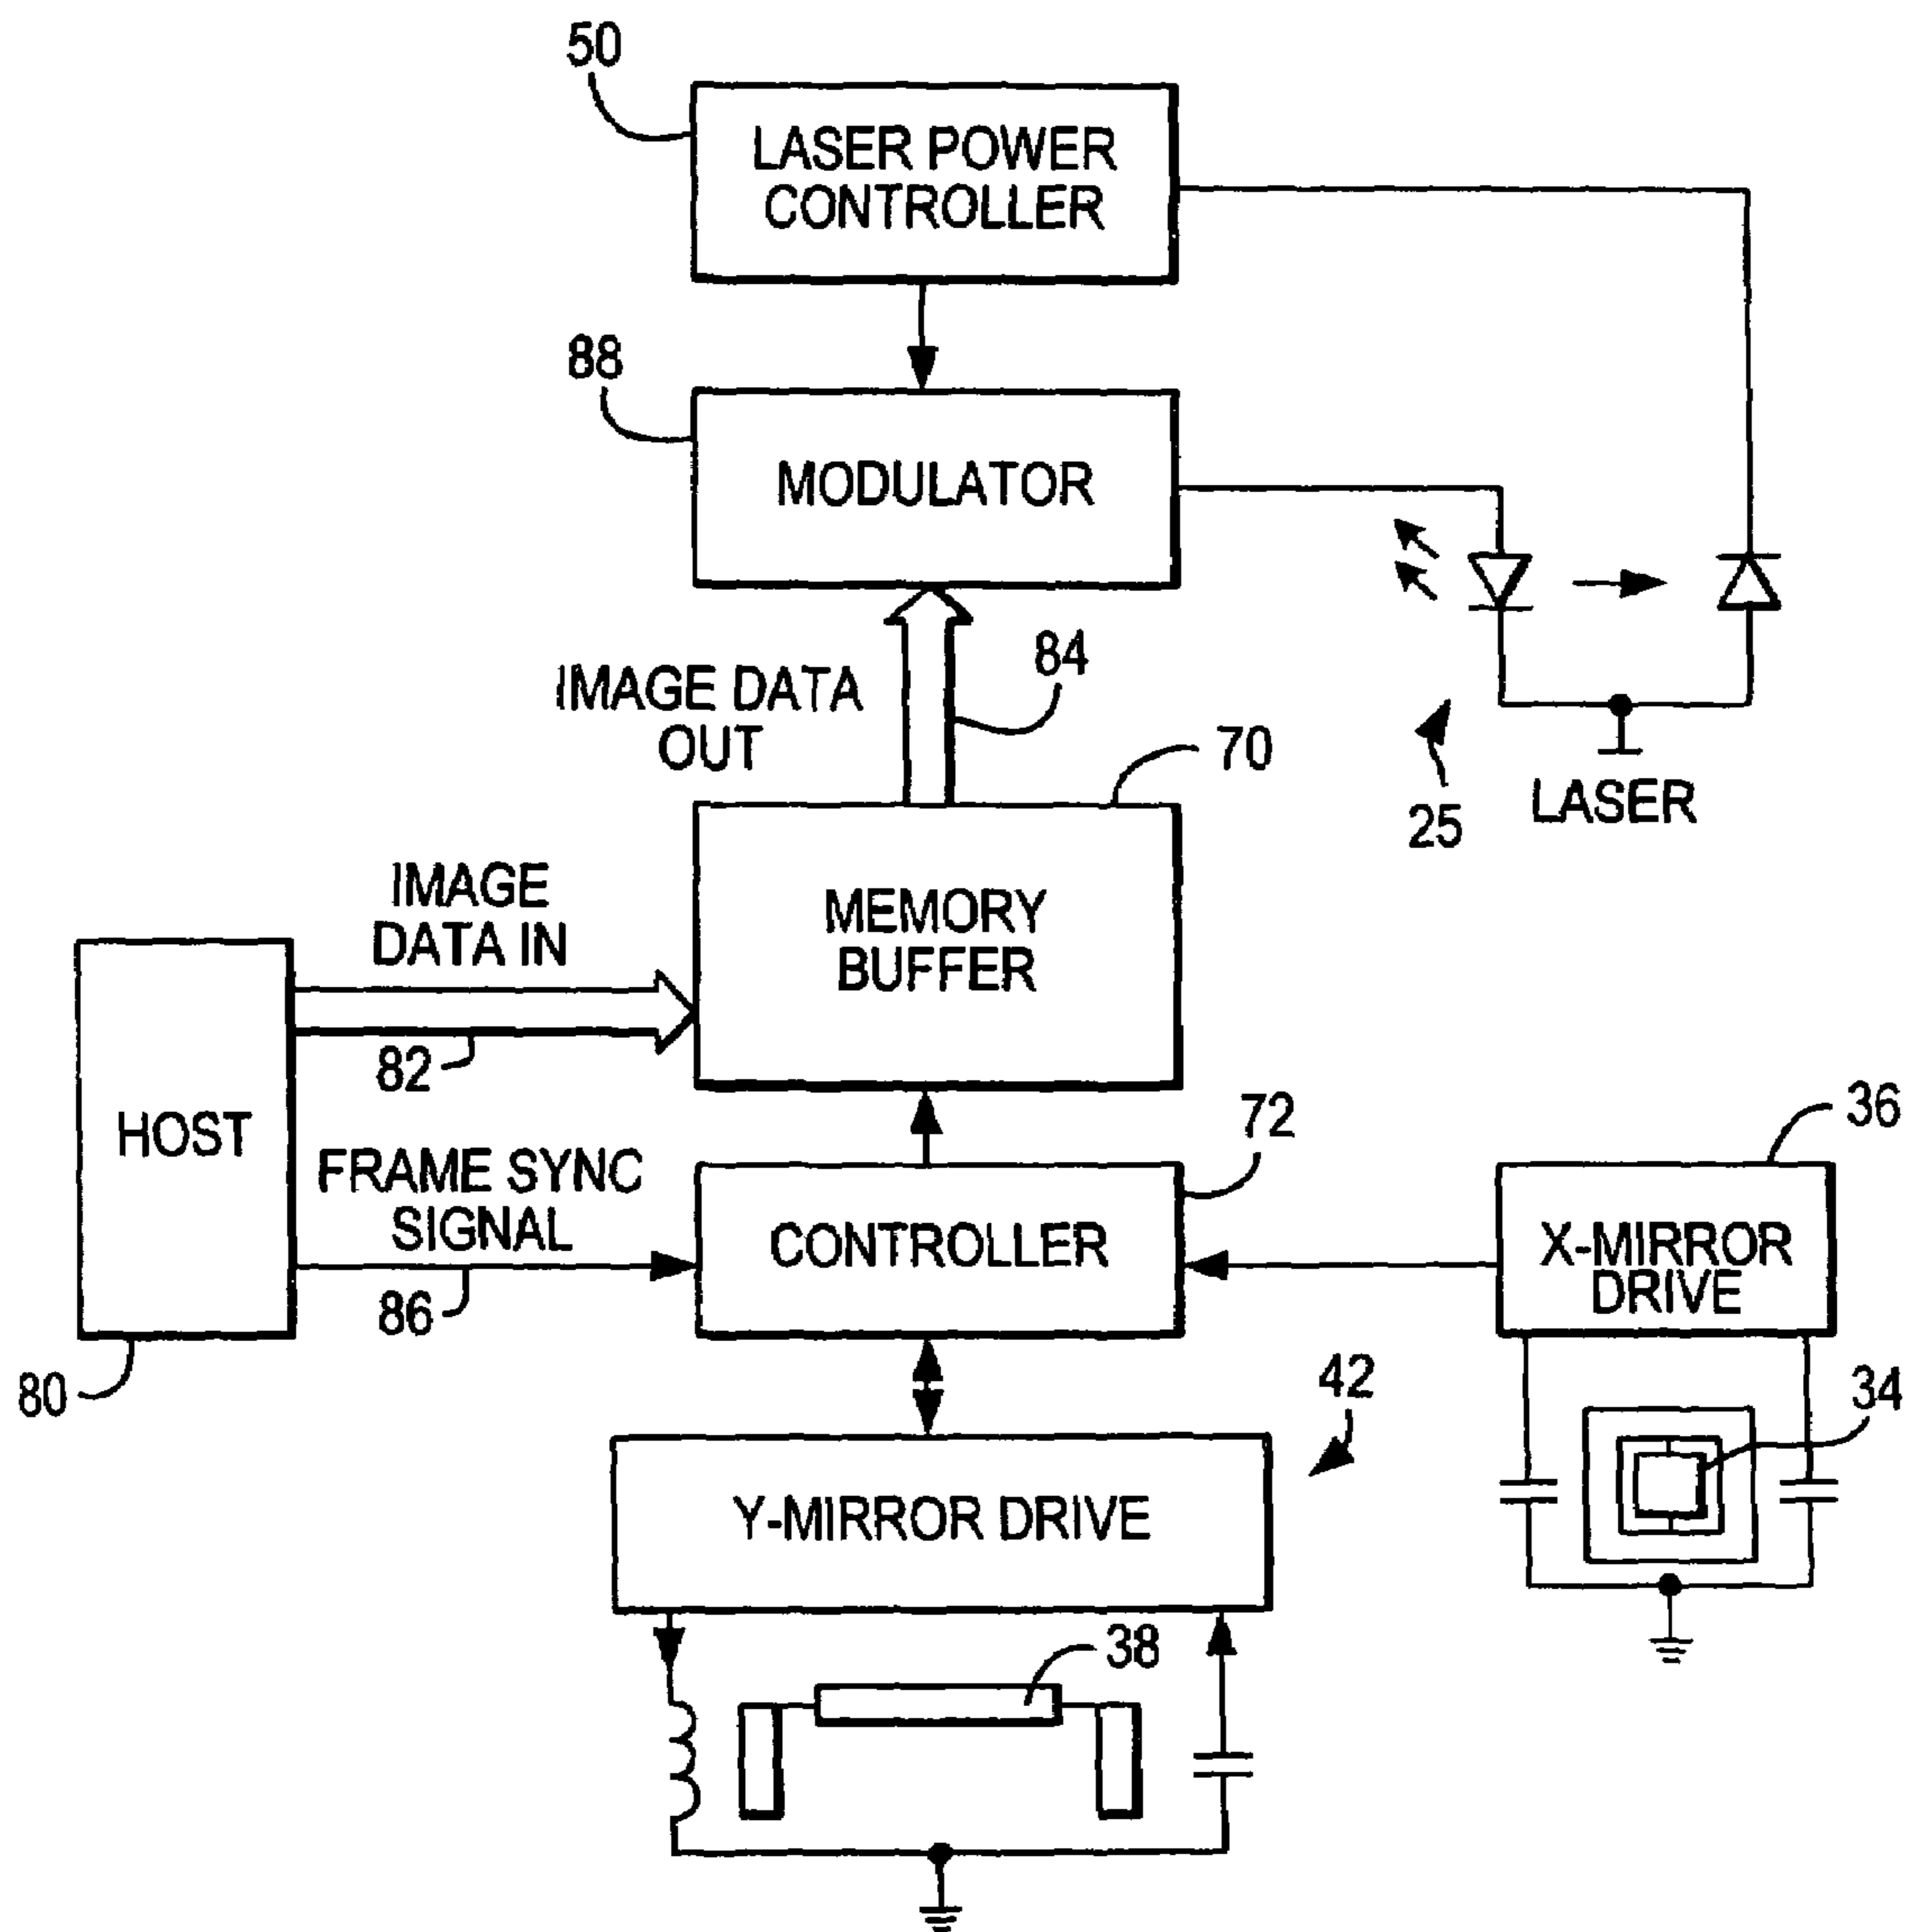 50
LASER POWER
CONTROLLER
88
MODULATOR
IMAGE DATA
OUT
84
70
25
LASER
IMAGE
DATA IN
82
MEMORY
BUFFER
HOST
80
FRAME SYNC
SIGNAL
86
CONTROLLER
72
36
X-MIRROR
DRIVE
34
42
Y-MIRROR DRIVE
38